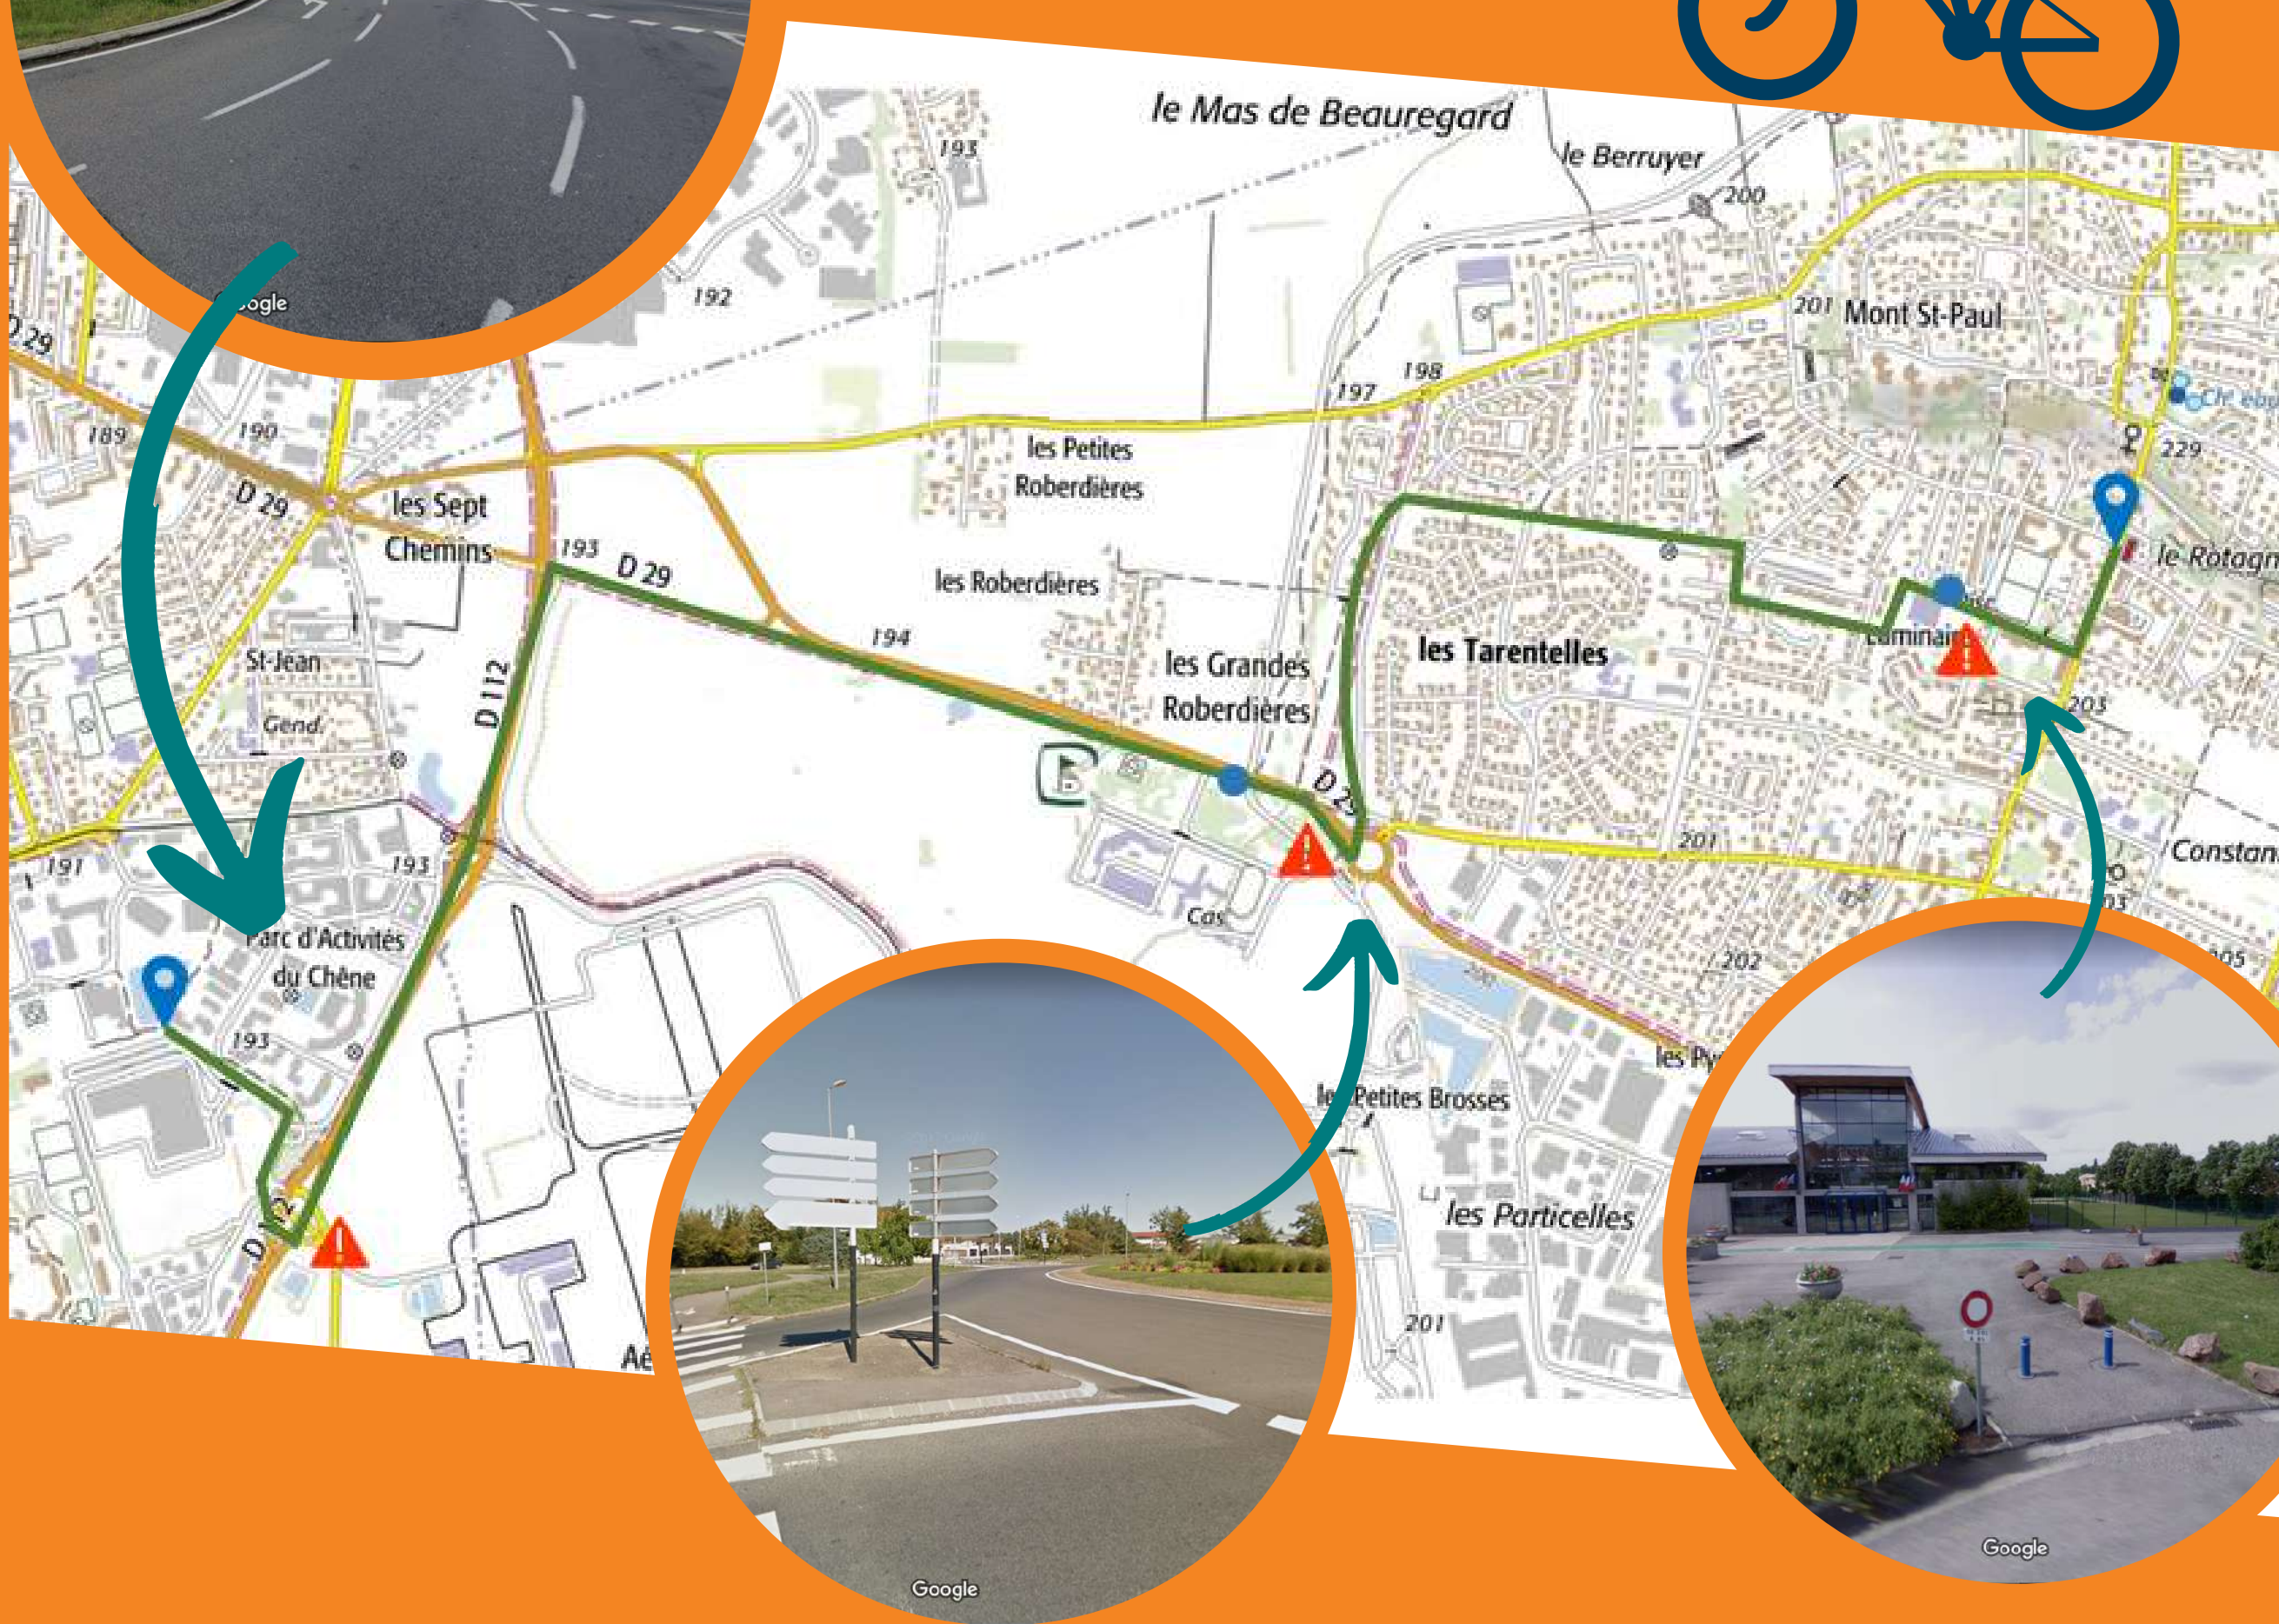 le Mas de Beauregard
193
le Berruyer
200
192
201 Mont St-Paul
Google
D 29
198
197
189
190
229
les Petites
Roberdières
D 29
les Sept
Chemins
193
D 29
les Roberdières
194
les Grandes
Roberdières
les Tarentelles
St-Jean
D 112
Gend.
203
D 29
201
191
193
Cas.
Parc d'Activités
du Chêne
202
193
les Petites Brosses
les Particelles
201
Google
Google